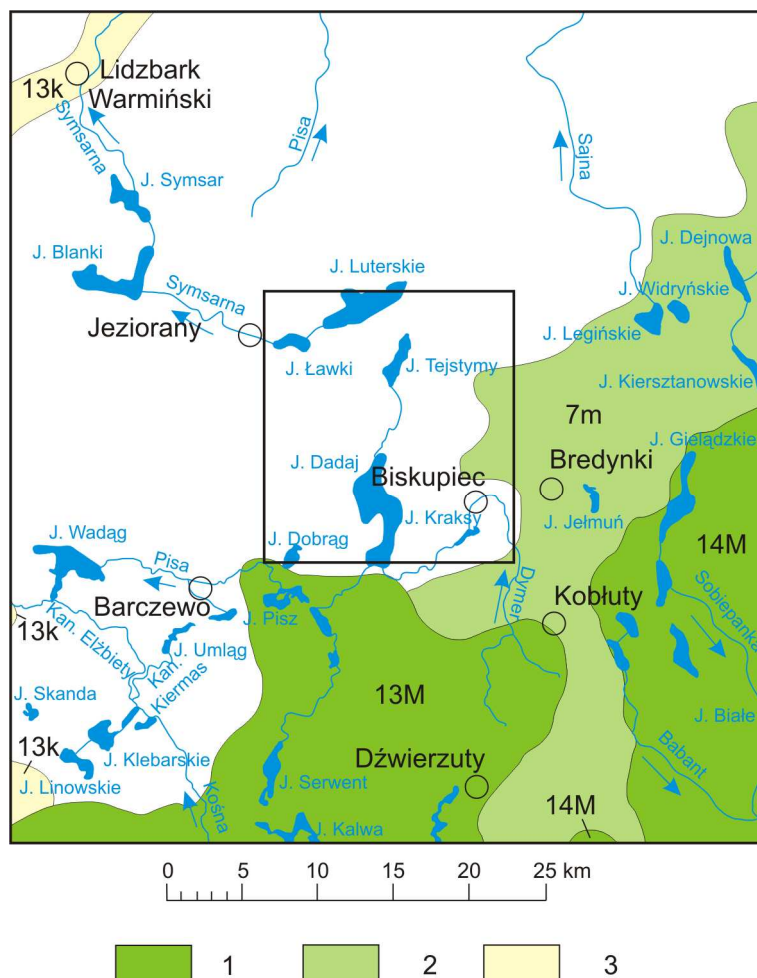 Lidzbark
Warmiński
13k
Symsarna
Pisa
Sajna
J. Symsar
J. Dejnowa
J. Blanki
J. Luterskie
Symsarna
J. Widryńskie
Jeziorany
J. Legińskie
J. Ławki
J. Tejstymy
J. Kiersztanowskie
7m
J. Gielądzkie
J. Dadaj
Biskupiec
Bredynki
J. Kraksy
J. Jełmuń
J. Wadąg
J. Dobrąg
14M
Pisa
Dymer
Barczewo
J. Pisz
Kobłuty
Sobiepanka
13k
Kan. Elżbiety
J. Umląg
Kan.
Kiermas
J. Skanda
13M
J. Białe
13k
J. Klebarskie
Dźwierzuty
Babant
J. Linowskie
J. Serwent
Kośna
14M
J. Kalwa
0 5 10 15 20 25 km
1 2 3